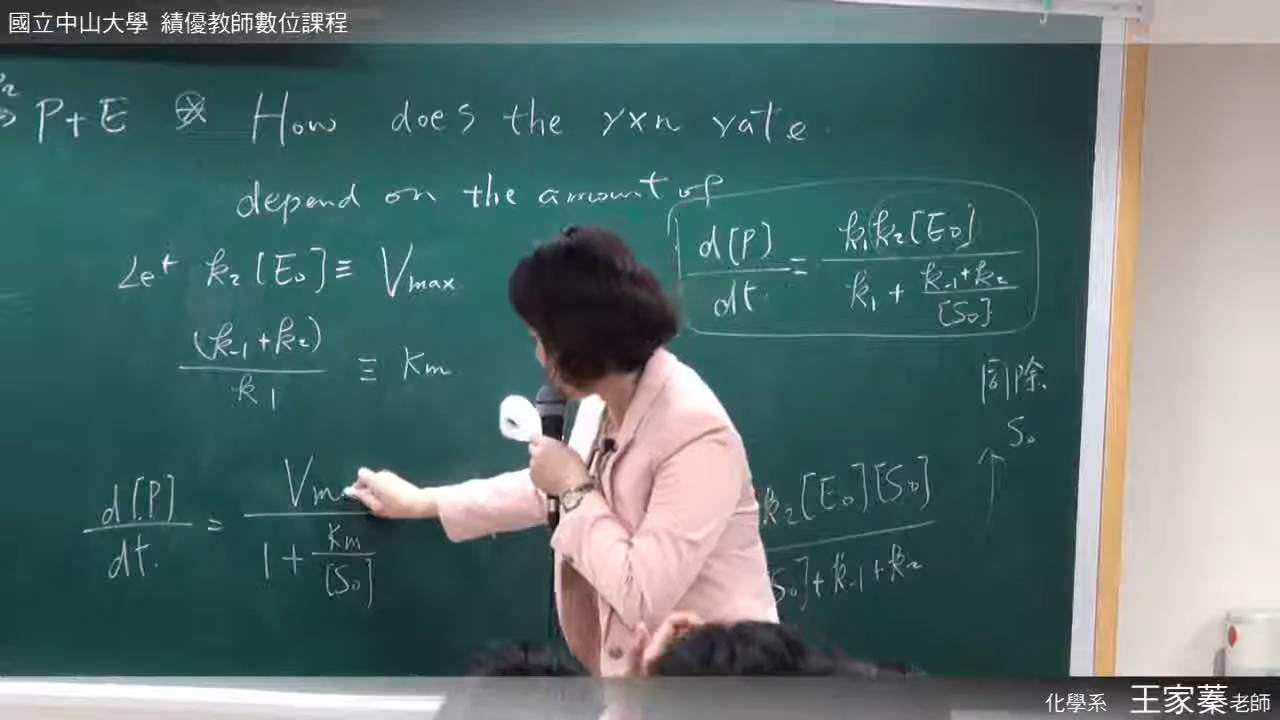 國立中山大學 績優教師數位課程
P+E ⊛ How does the rxn rate
depend on the amount of
Let k2[E0] ≡ Vmax
(k-1+k2) / k1 ≡ Km
d[P]/dt = Vm / (1 + Km/[S0])
d[P]/dt = k1k2[E0] / (k1 + (k-1+k2)/[S0])
同除
S0
↑
k2[E0][S0]
S0]+k-1+k2
化學系 王家蓁老師